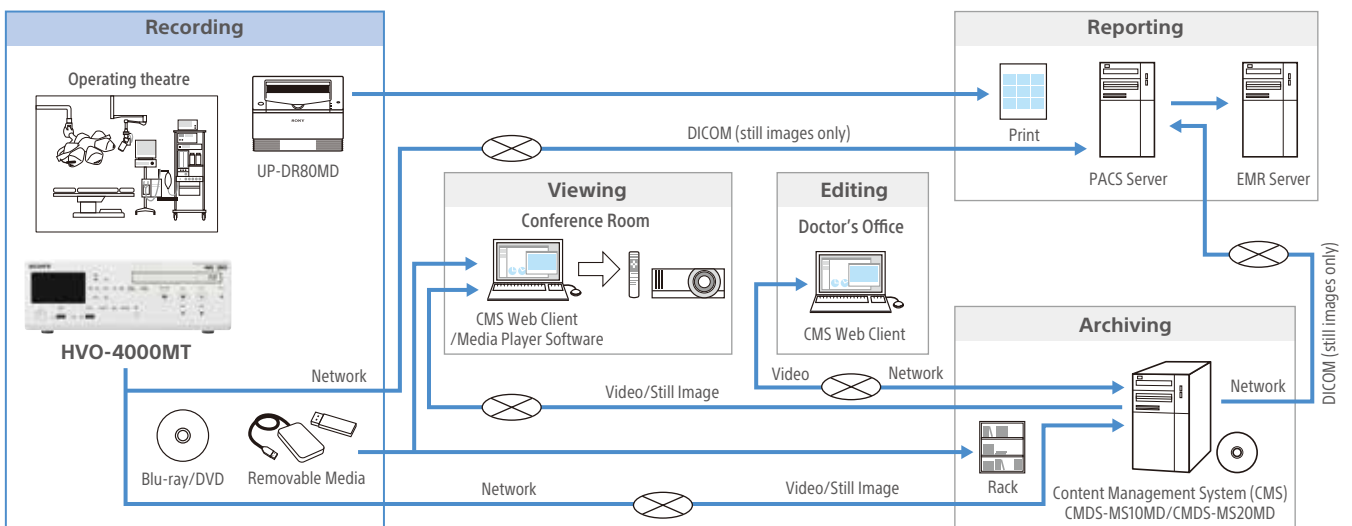 Recording
Operating theatre
SONY
UP-DR80MD
SONY
HVO-4000MT
Network
Blu-ray/DVD
Removable Media
Network
Video/Still Image
DICOM (still images only)
Viewing
Conference Room
CMS Web Client
/Media Player Software
Video/Still Image
Editing
Doctor's Office
CMS Web Client
Video
Network
Reporting
Print
PACS Server
EMR Server
DICOM (still images only)
Archiving
Network
Rack
Content Management System (CMS)
CMDS-MS10MD/CMDS-MS20MD